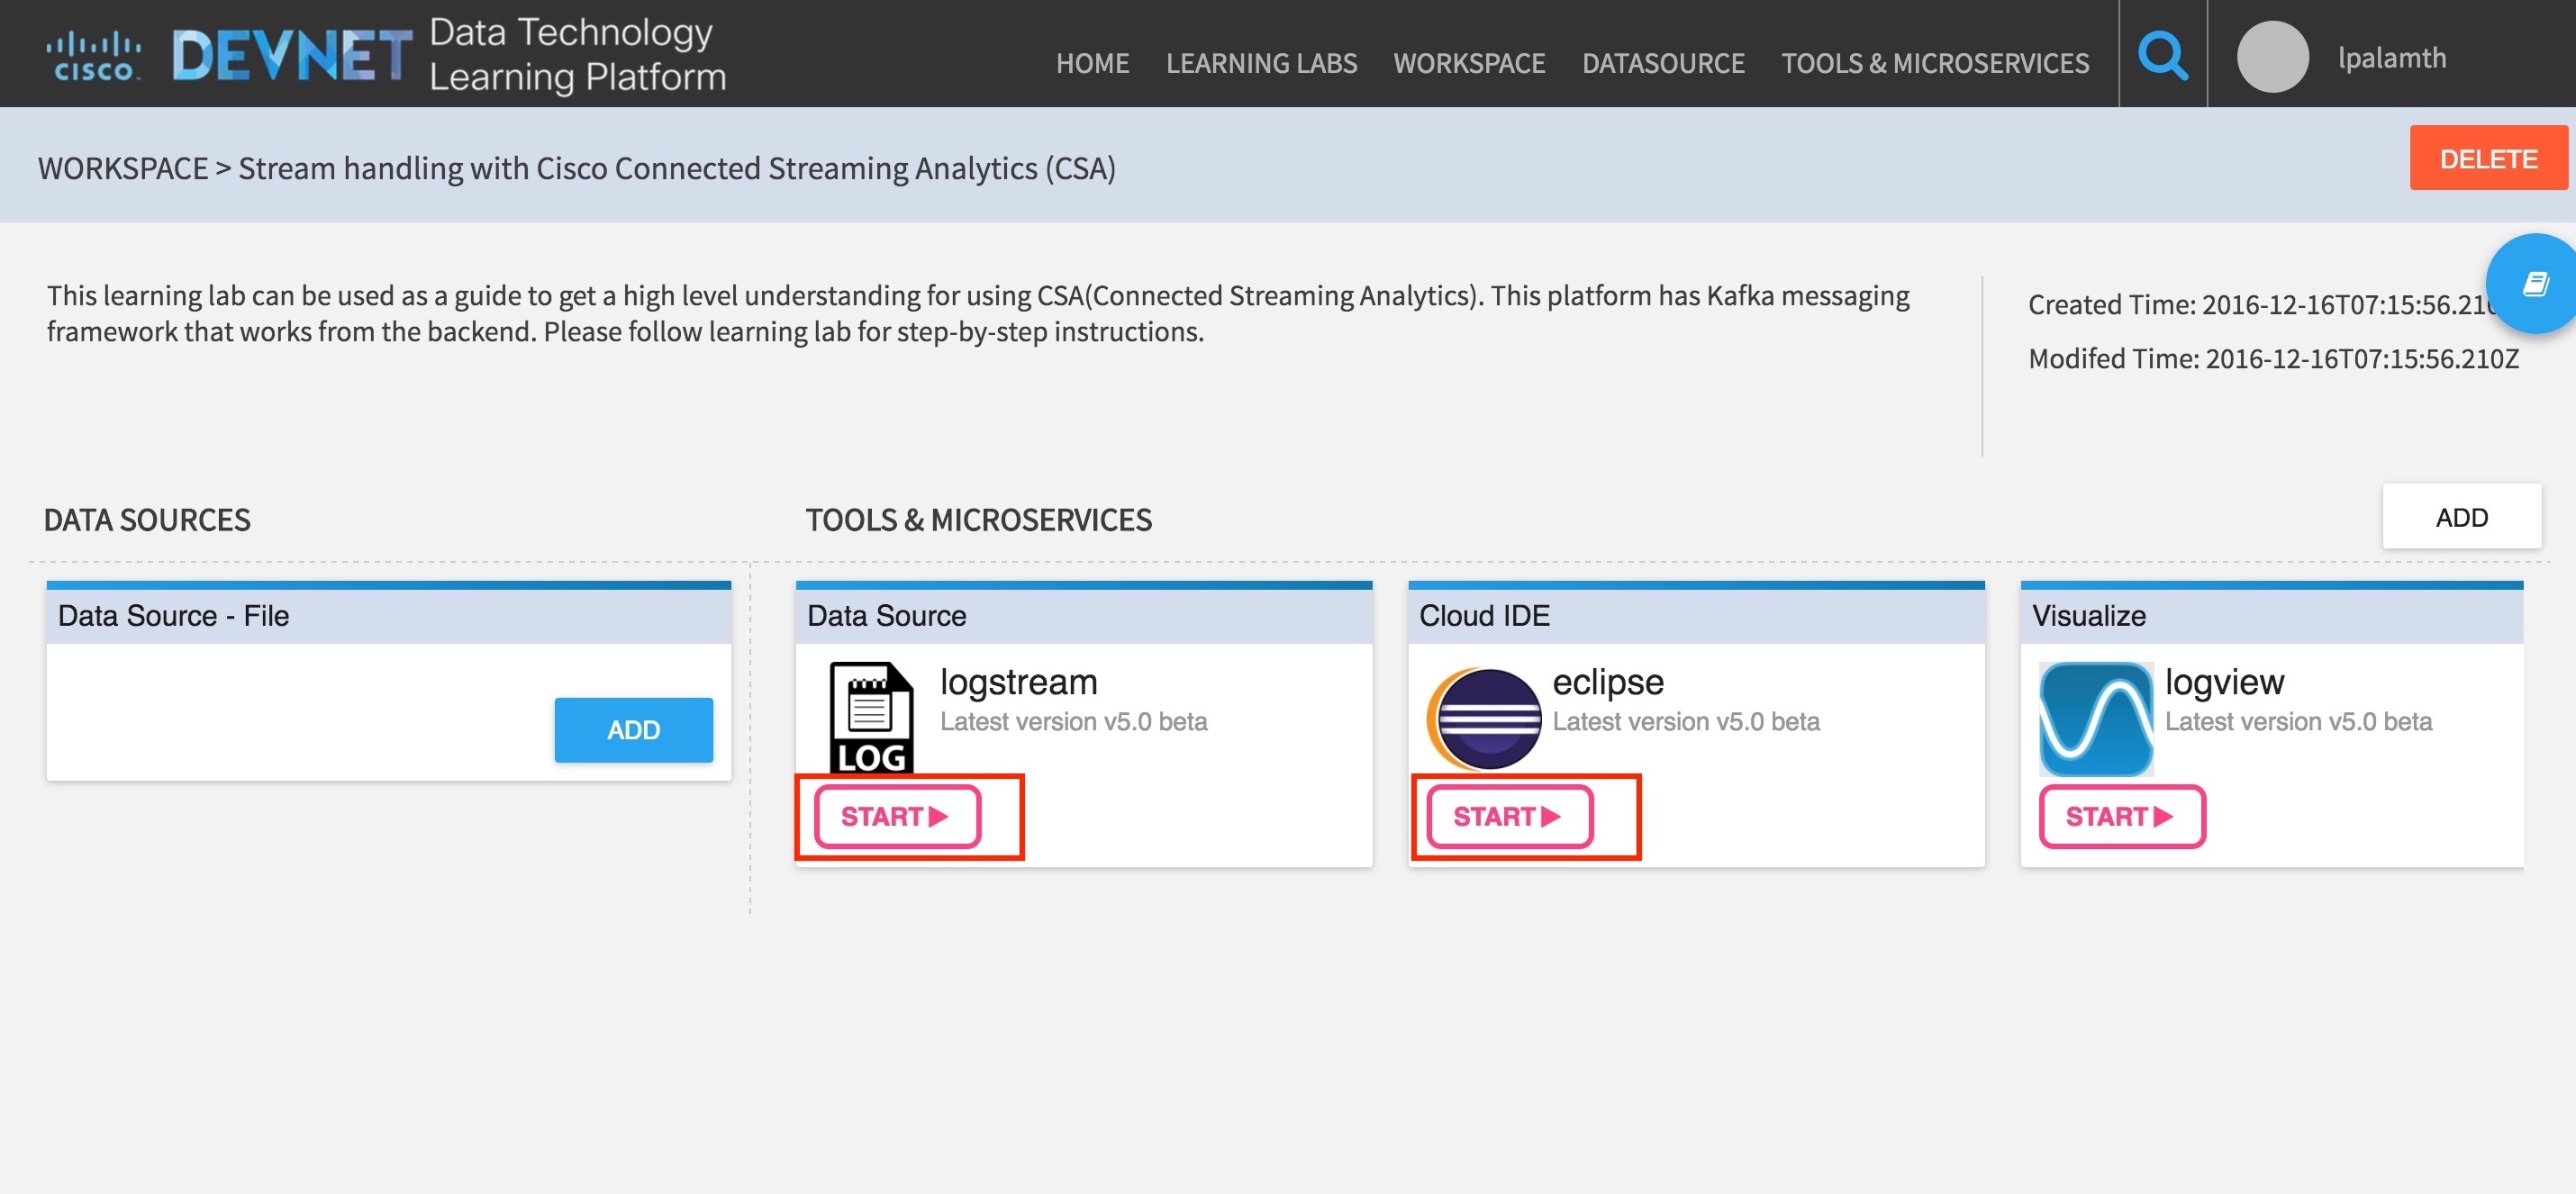 CISCO DEVNET Data Technology
Learning Platform
HOME LEARNING LABS WORKSPACE DATASOURCE TOOLS & MICROSERVICES lpalamth
WORKSPACE > Stream handling with Cisco Connected Streaming Analytics (CSA)
DELETE
This learning lab can be used as a guide to get a high level understanding for using CSA(Connected Streaming Analytics). This platform has Kafka messaging
framework that works from the backend. Please follow learning lab for step-by-step instructions.
Created Time: 2016-12-16T07:15:56.210
Modifed Time: 2016-12-16T07:15:56.210Z
DATA SOURCES
TOOLS & MICROSERVICES
ADD
Data Source - File
ADD
Data Source
LOG
logstream
Latest version v5.0 beta
START
Cloud IDE
eclipse
Latest version v5.0 beta
START
Visualize
logview
Latest version v5.0 beta
START